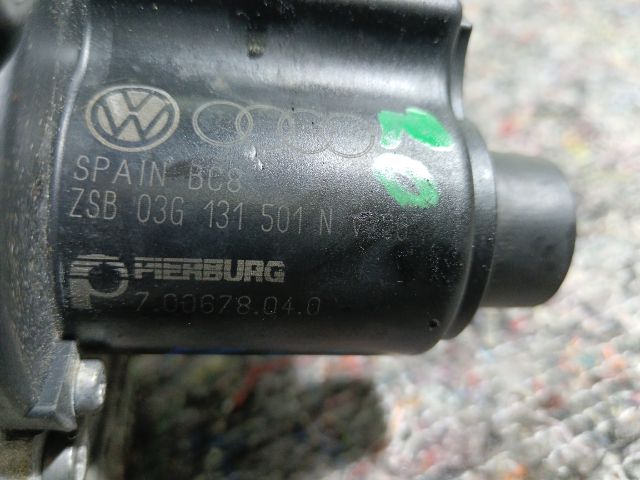 SPAIN BC8
ZSB 03G 131 501 N
PIERBURG
7.00678.04.0